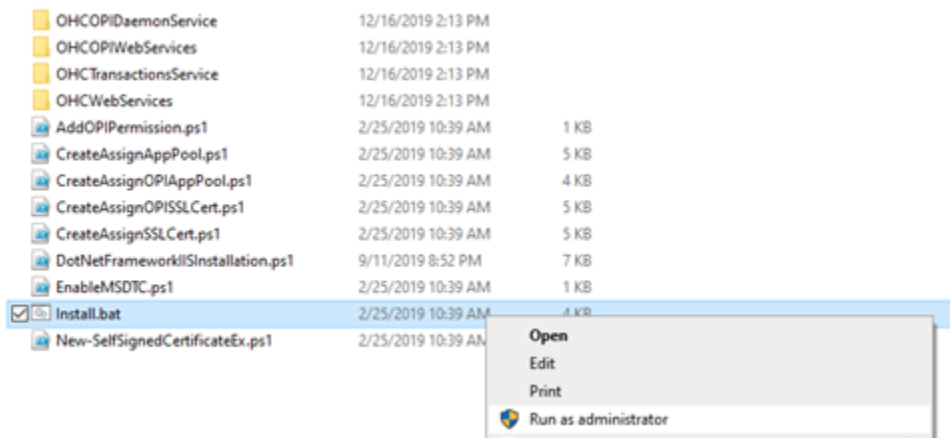 OHCOPIDaemonService 12/16/2019 2:13 PM
OHCOPIWebServices 12/16/2019 2:13 PM
OHCTransactionsService 12/16/2019 2:13 PM
OHCWebServices 12/16/2019 2:13 PM
AddOPIPermission.ps1 2/25/2019 10:39 AM 1 KB
CreateAssignAppPool.ps1 2/25/2019 10:39 AM 5 KB
CreateAssignOPIAppPool.ps1 2/25/2019 10:39 AM 4 KB
CreateAssignOPISSLCert.ps1 2/25/2019 10:39 AM 5 KB
CreateAssignSSLCert.ps1 2/25/2019 10:39 AM 5 KB
DotNetFrameworkIISInstallation.ps1 9/11/2019 8:52 PM 7 KB
EnableMSDTC.ps1 2/25/2019 10:39 AM 1 KB
Install.bat 2/25/2019 10:39 AM 4 KB
New-SelfSignedCertificateEx.ps1 2/25/2019 10:39 AM
Open
Edit
Print
Run as administrator